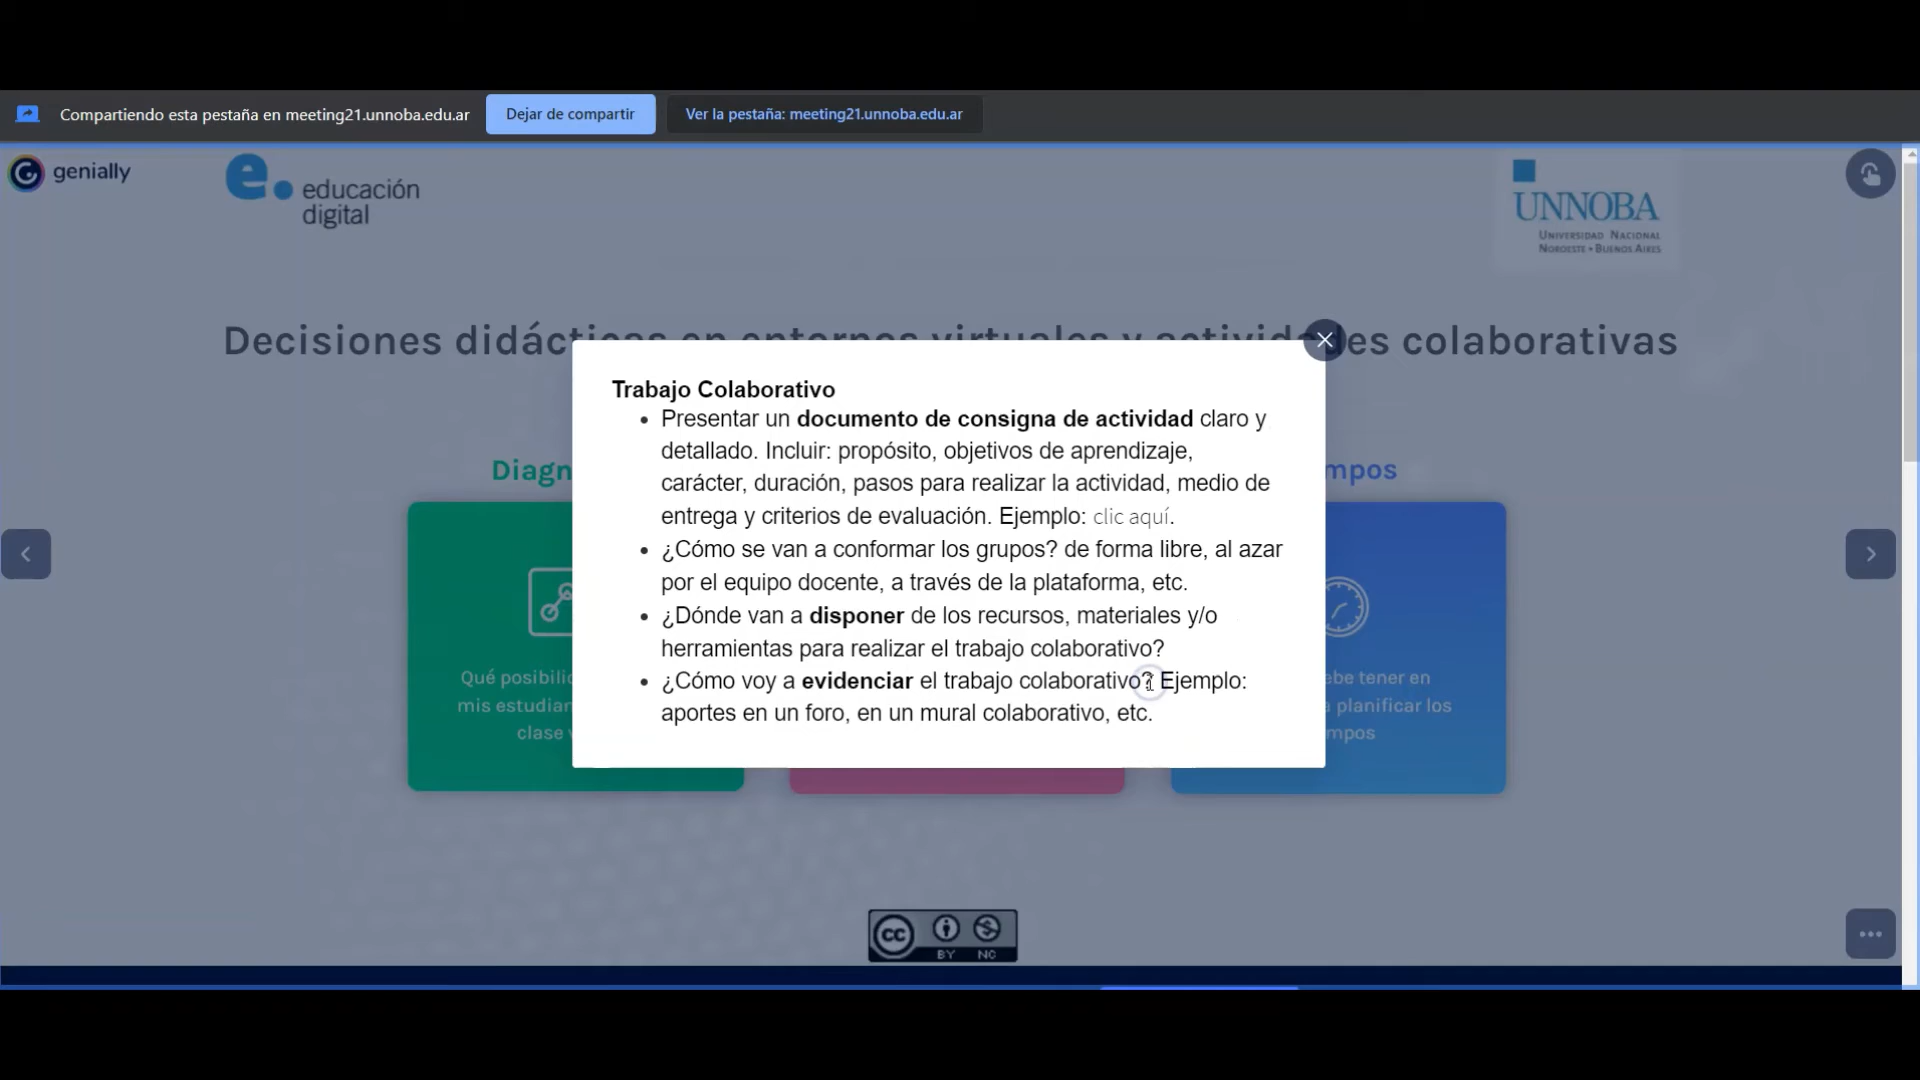 Compartiendo esta pestaña en meeting21.unnoba.edu.ar
Dejar de compartir
Ver la pestaña: meeting21.unnoba.edu.ar
genially
e. educación
digital
UNNOBA
Universidad Nacional
Noroeste • Buenos Aires
Decisiones didácticas en entornos virtuales y actividades colaborativas
Trabajo Colaborativo
• Presentar un documento de consigna de actividad claro y
detallado. Incluir: propósito, objetivos de aprendizaje,
carácter, duración, pasos para realizar la actividad, medio de
entrega y criterios de evaluación. Ejemplo: clic aquí.
• ¿Cómo se van a conformar los grupos? de forma libre, al azar
por el equipo docente, a través de la plataforma, etc.
• ¿Dónde van a disponer de los recursos, materiales y/o
herramientas para realizar el trabajo colaborativo?
• ¿Cómo voy a evidenciar el trabajo colaborativo? Ejemplo:
aportes en un foro, en un mural colaborativo, etc.
Diagn
mpos
Qué posibili
mis estudian
clase
ebe tener en
planificar los
mpos
cc
BY NC